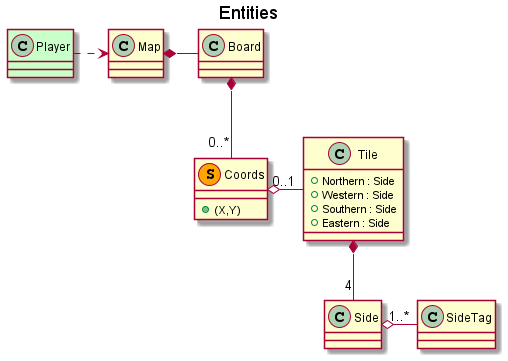 Entities
C Player
C Map
C Board
0..*
S Coords
(X,Y)
0..1
C Tile
Northern : Side
Western : Side
Southern : Side
Eastern : Side
4
C Side
1..*
C SideTag